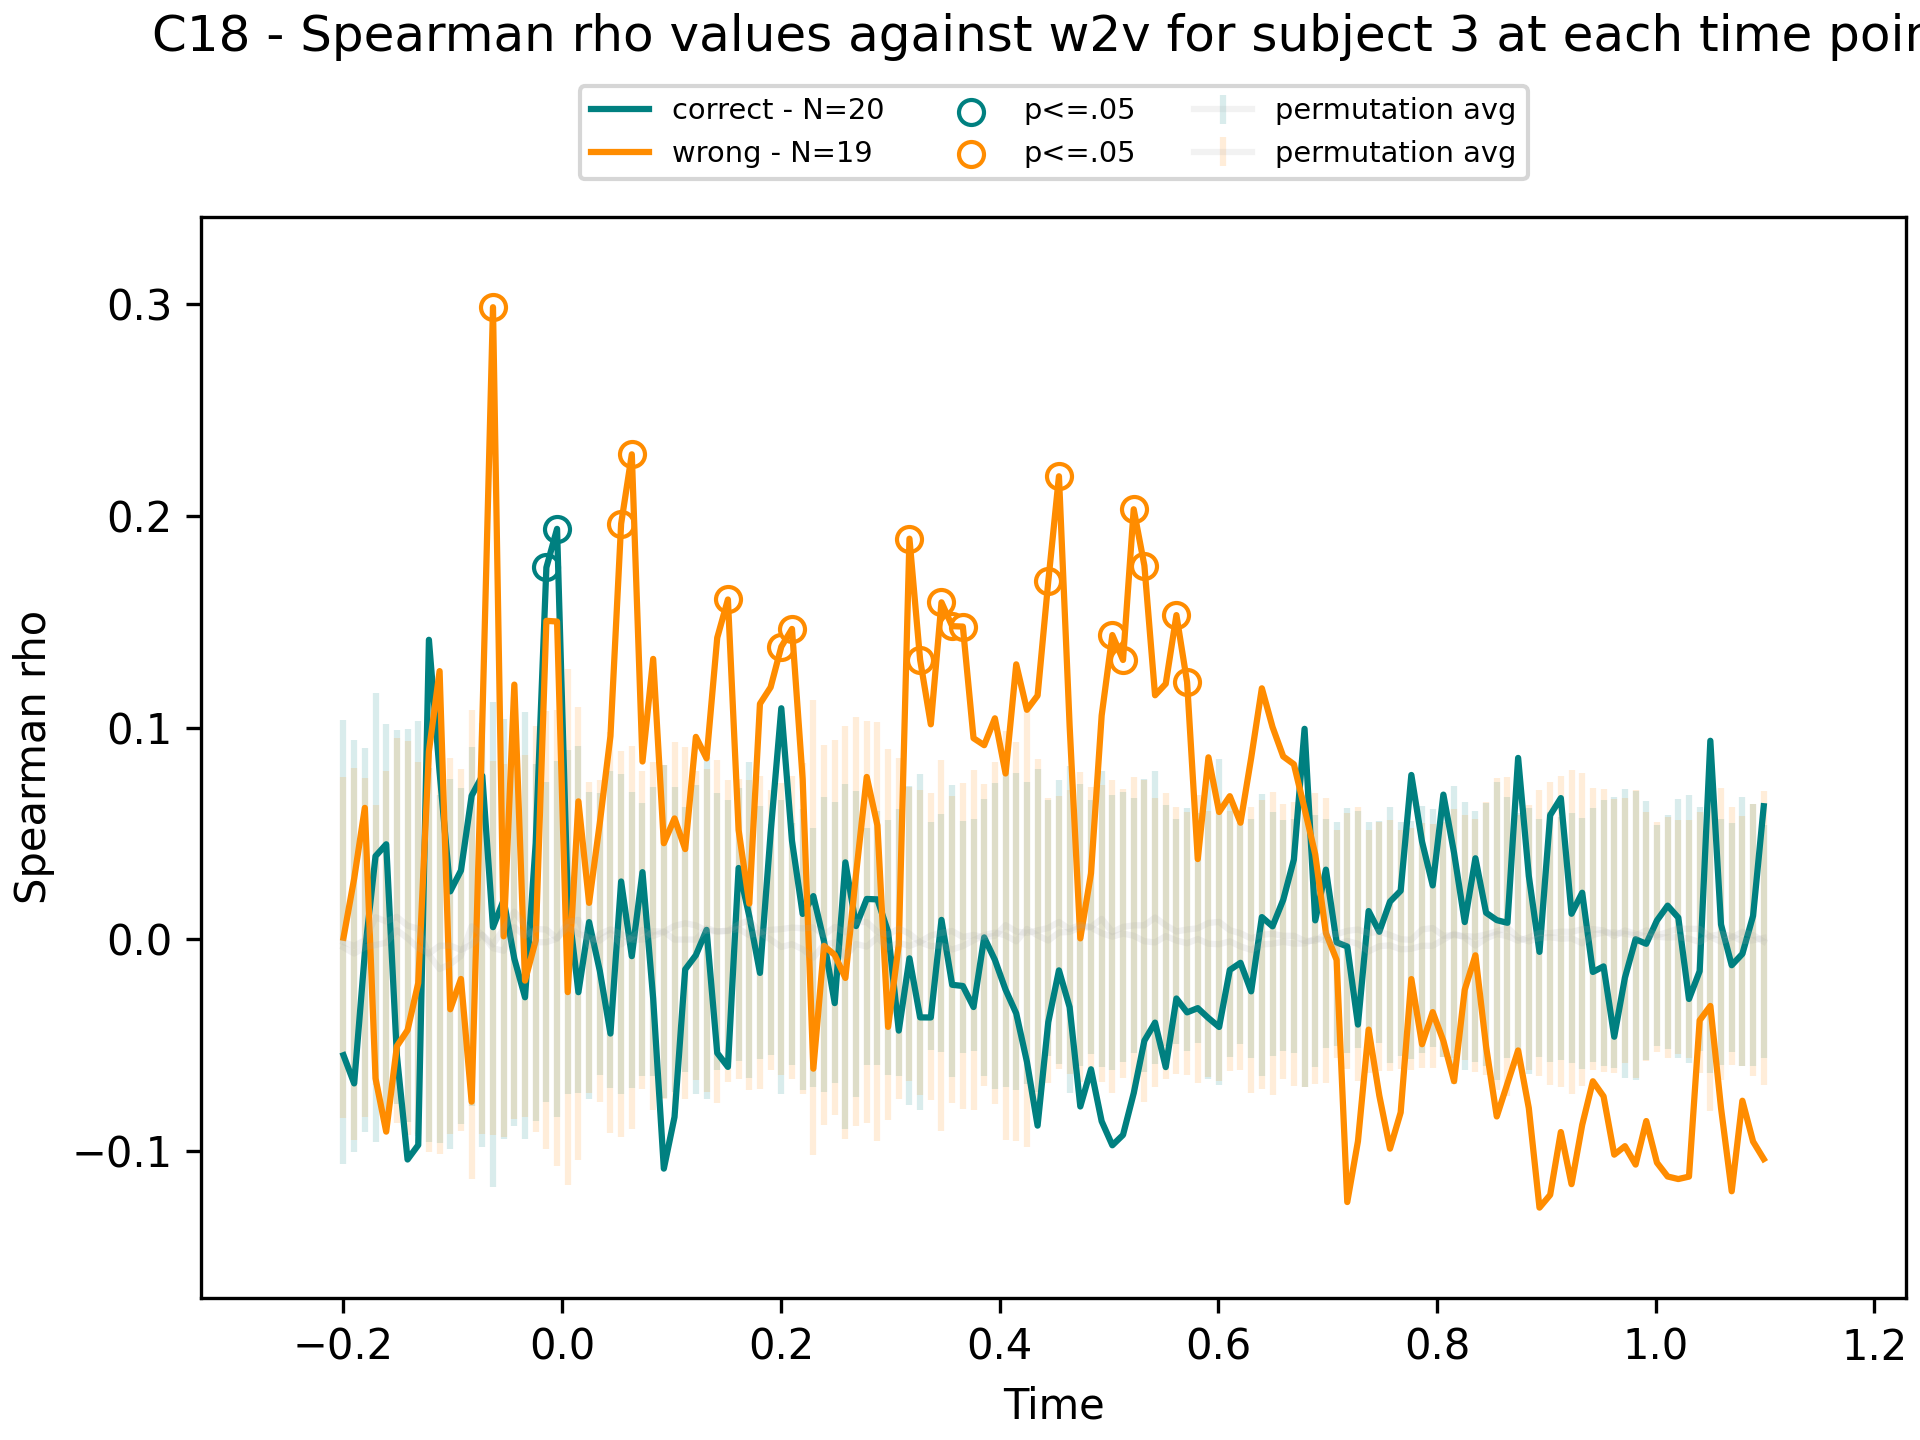 C18 - Spearman rho values against w2v for subject 3 at each time poin
correct - N=20 p<=.05 permutation avg
wrong - N=19 p<=.05 permutation avg
0.3
0.2
0.1
0.0
−0.1
Spearman rho
−0.2 0.0 0.2 0.4 0.6 0.8 1.0 1.2
Time